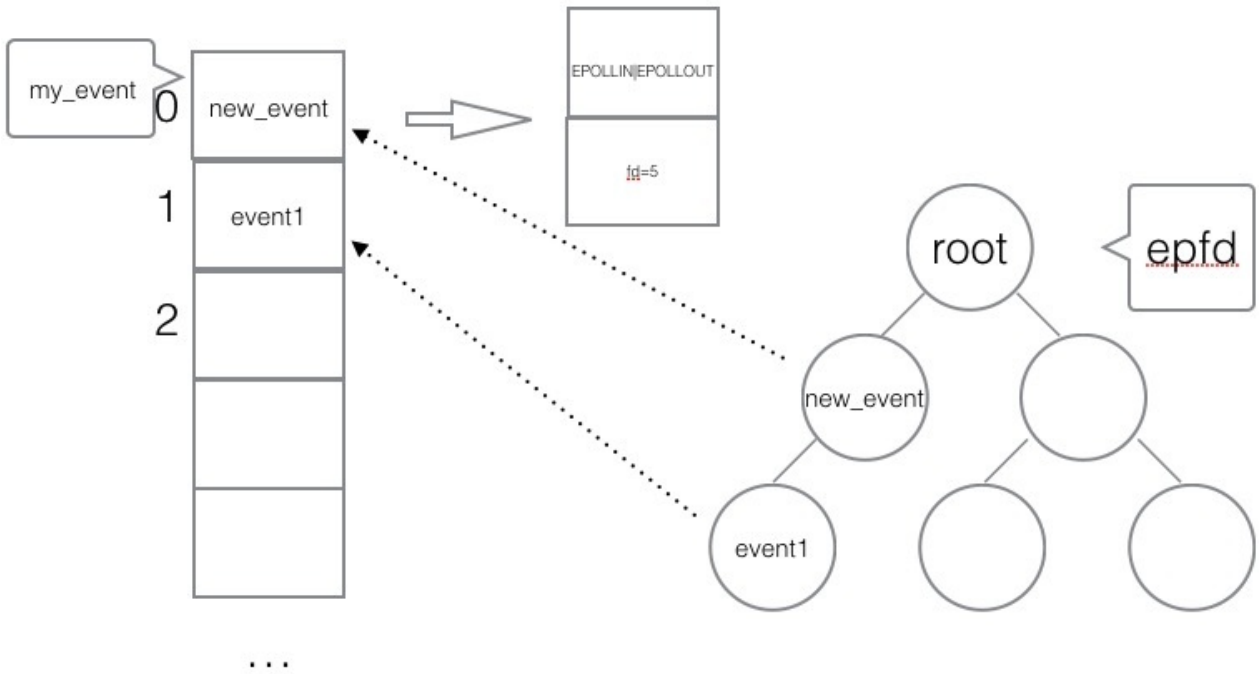 my_event
0
new_event
EPOLLIN|EPOLLOUT
fd=5
1
event1
2
root
epfd
new_event
event1
...